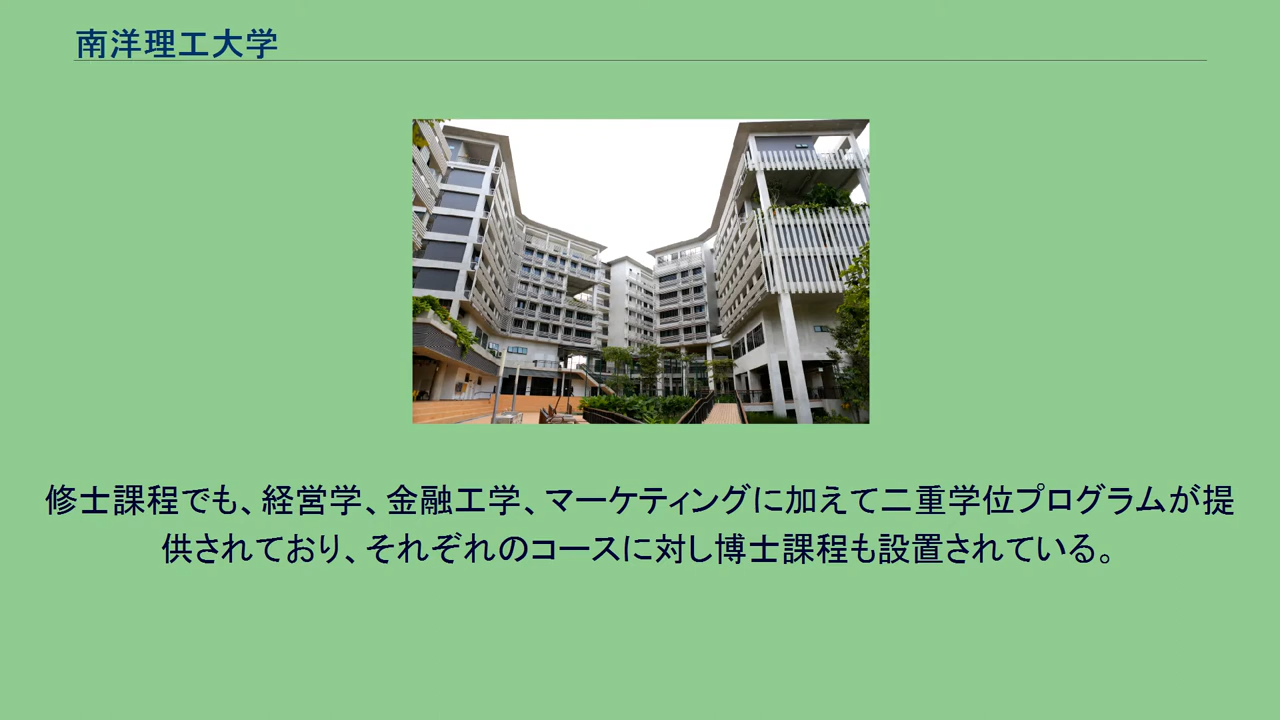 南洋理工大学
修士課程でも、経営学、金融工学、マーケティングに加えて二重学位プログラムが提
供されており、それぞれのコースに対し博士課程も設置されている。